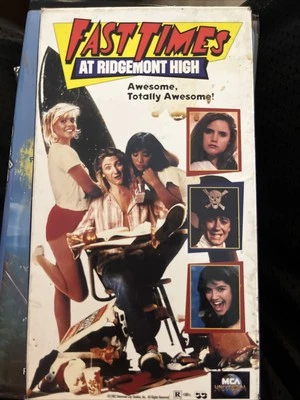 FAST TIMES
AT RIDGEMONT HIGH
Awesome,
Totally Awesome!
R
MCA
UNIVERSAL